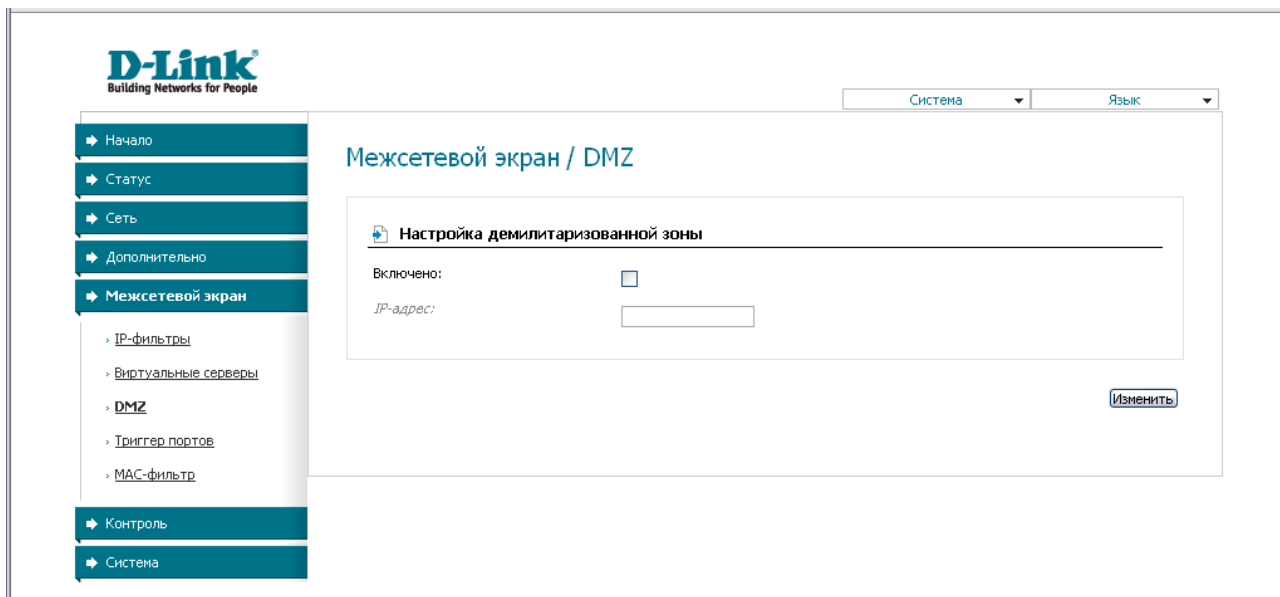 D-Link
Building Networks for People
Система
Язык
Начало
Статус
Сеть
Дополнительно
Межсетевой экран
IP-фильтры
Виртуальные серверы
DMZ
Триггер портов
MAC-фильтр
Контроль
Система
Межсетевой экран / DMZ
Настройка демилитаризованной зоны
Включено:
IP-адрес:
Изменить